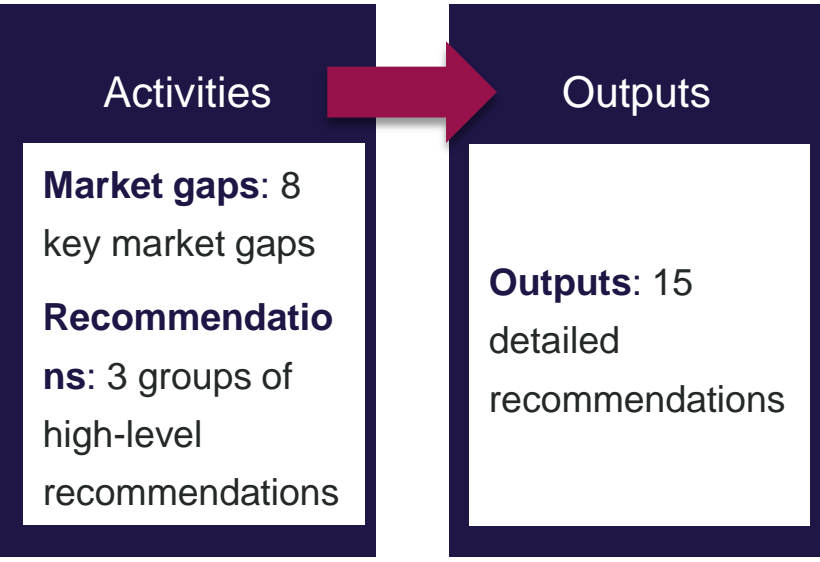 Activities
Market gaps: 8
key market gaps
Recommendatio
ns: 3 groups of
high-level
recommendations
Outputs
Outputs: 15
detailed
recommendations